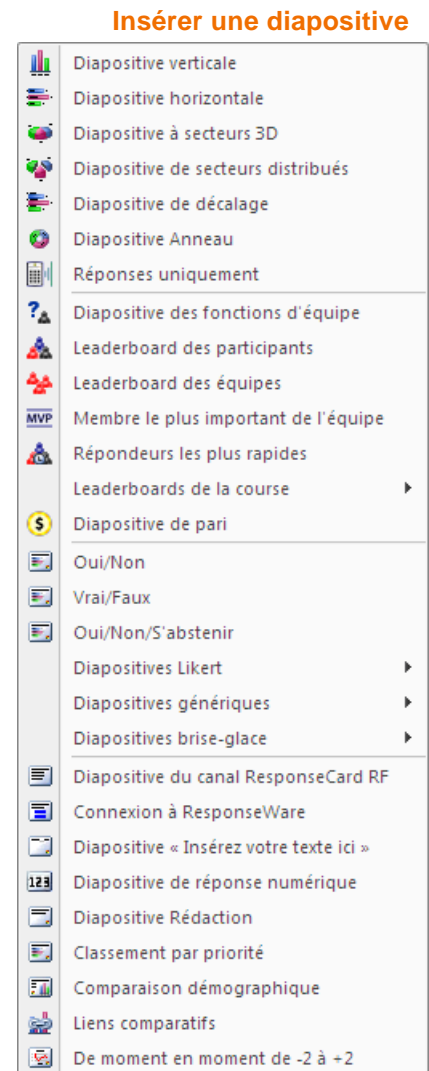 Insérer une diapositive
Diapositive verticale
Diapositive horizontale
Diapositive à secteurs 3D
Diapositive de secteurs distribués
Diapositive de décalage
Diapositive Anneau
Réponses uniquement
Diapositive des fonctions d'équipe
Leaderboard des participants
Leaderboard des équipes
MVP Membre le plus important de l'équipe
Répondeurs les plus rapides
Leaderboards de la course
$ Diapositive de pari
Oui/Non
Vrai/Faux
Oui/Non/S'abstenir
Diapositives Likert
Diapositives génériques
Diapositives brise-glace
Diapositive du canal ResponseCard RF
Connexion à ResponseWare
Diapositive « Insérez votre texte ici »
123 Diapositive de réponse numérique
Diapositive Rédaction
Classement par priorité
Comparaison démographique
Liens comparatifs
De moment en moment de -2 à +2